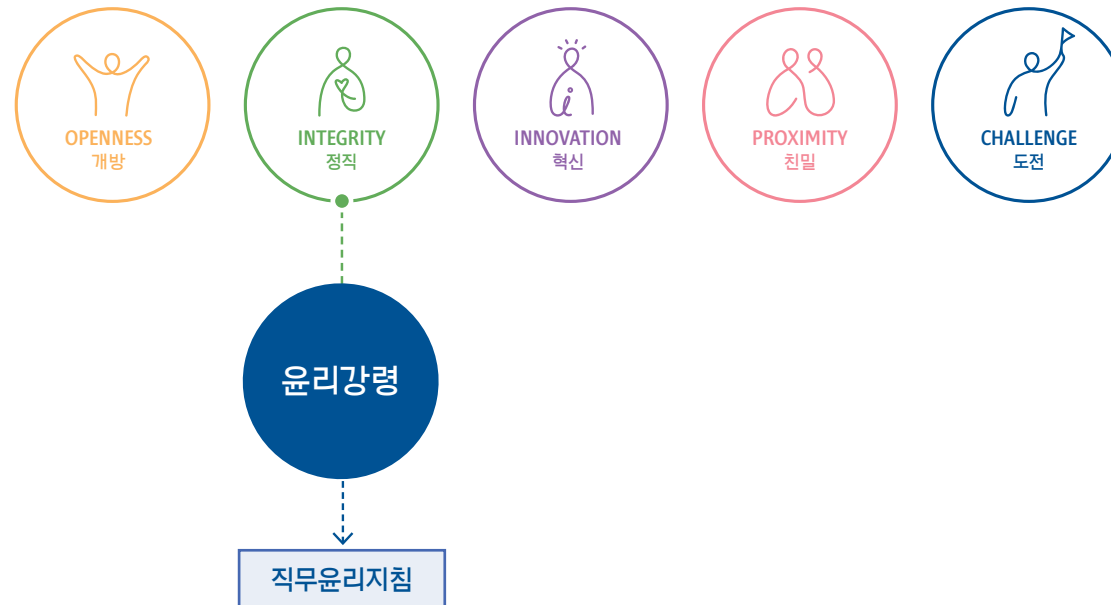 OPENNESS
개방
INTEGRITY
정직
INNOVATION
혁신
PROXIMITY
친밀
CHALLENGE
도전
윤리강령
직무윤리지침